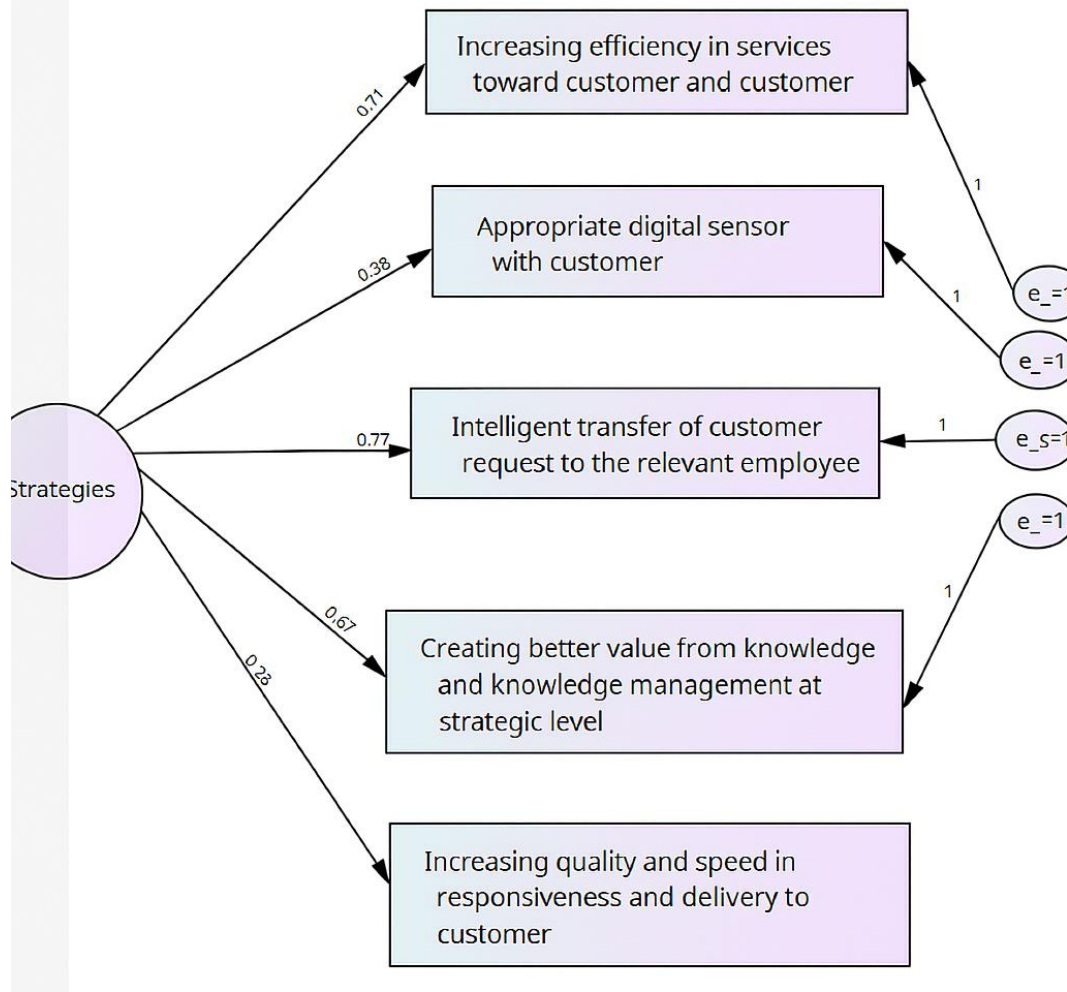 Increasing efficiency in services
toward customer and customer
0.71
1
Appropriate digital sensor
with customer
0.38
1
e_=1
e_=1
Intelligent transfer of customer
request to the relevant employee
0.77
1
e_s=1
Strategies
e_=1
0.67
1
Creating better value from knowledge
and knowledge management at
strategic level
0.23
Increasing quality and speed in
responsiveness and delivery to
customer